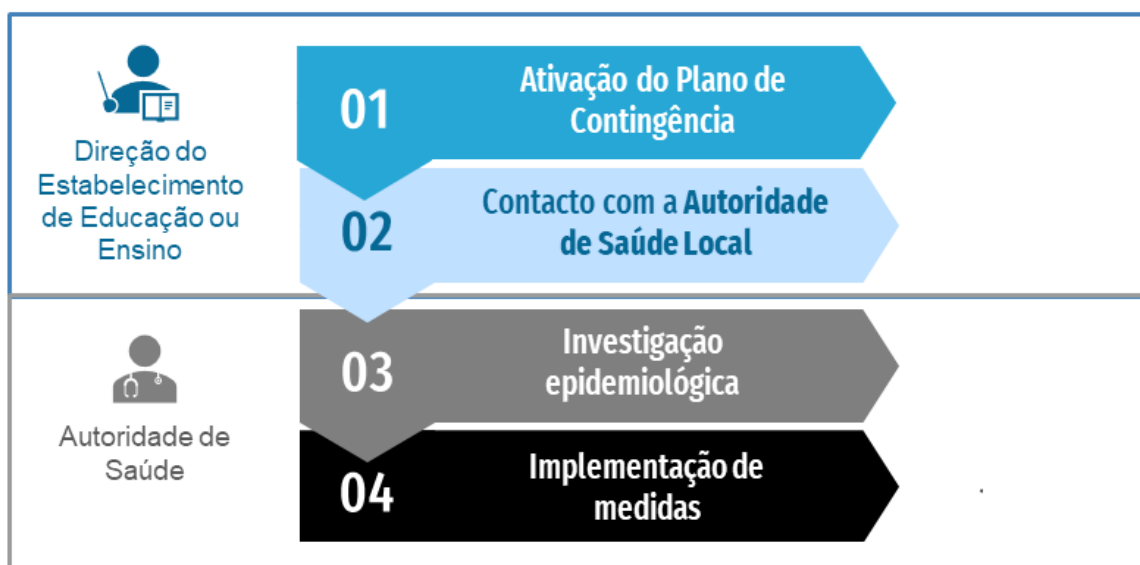 Direção do
Estabelecimento
de Educação ou
Ensino
01
Ativação do Plano de
Contingência
02
Contacto com a Autoridade
de Saúde Local
Autoridade de
Saúde
03
Investigação
epidemiológica
04
Implementação de
medidas